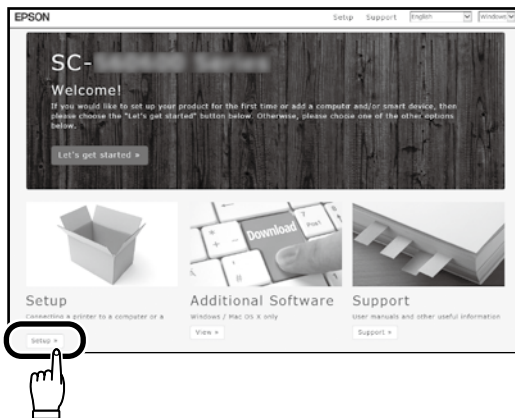 EPSON
Setup Support English Windows
SC-
Welcome!
If you would like to set up your product for the first time or add a computer and/or smart device, then
please choose the "Let's get started" button below. Otherwise, please choose one of the other options
below.
Let's get started »
Download
Setup
Additional Software
Support
Connecting a printer to a computer or a
Windows / Mac OS X only
User manuals and other useful information
Setup »
View »
Support »